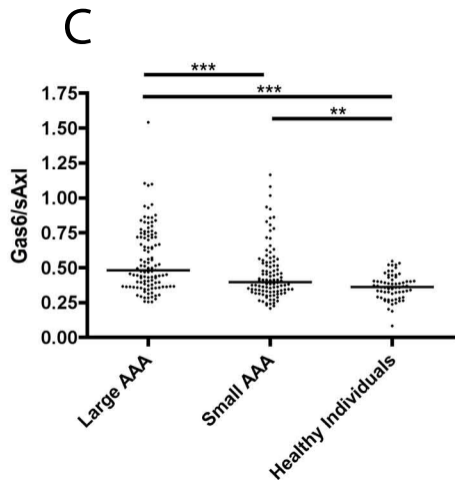 C
***
***
**
1.75
1.50
1.25
1.00
0.75
0.50
0.25
0.00
Gas6/sAxl
Large AAA
Small AAA
Healthy Individuals